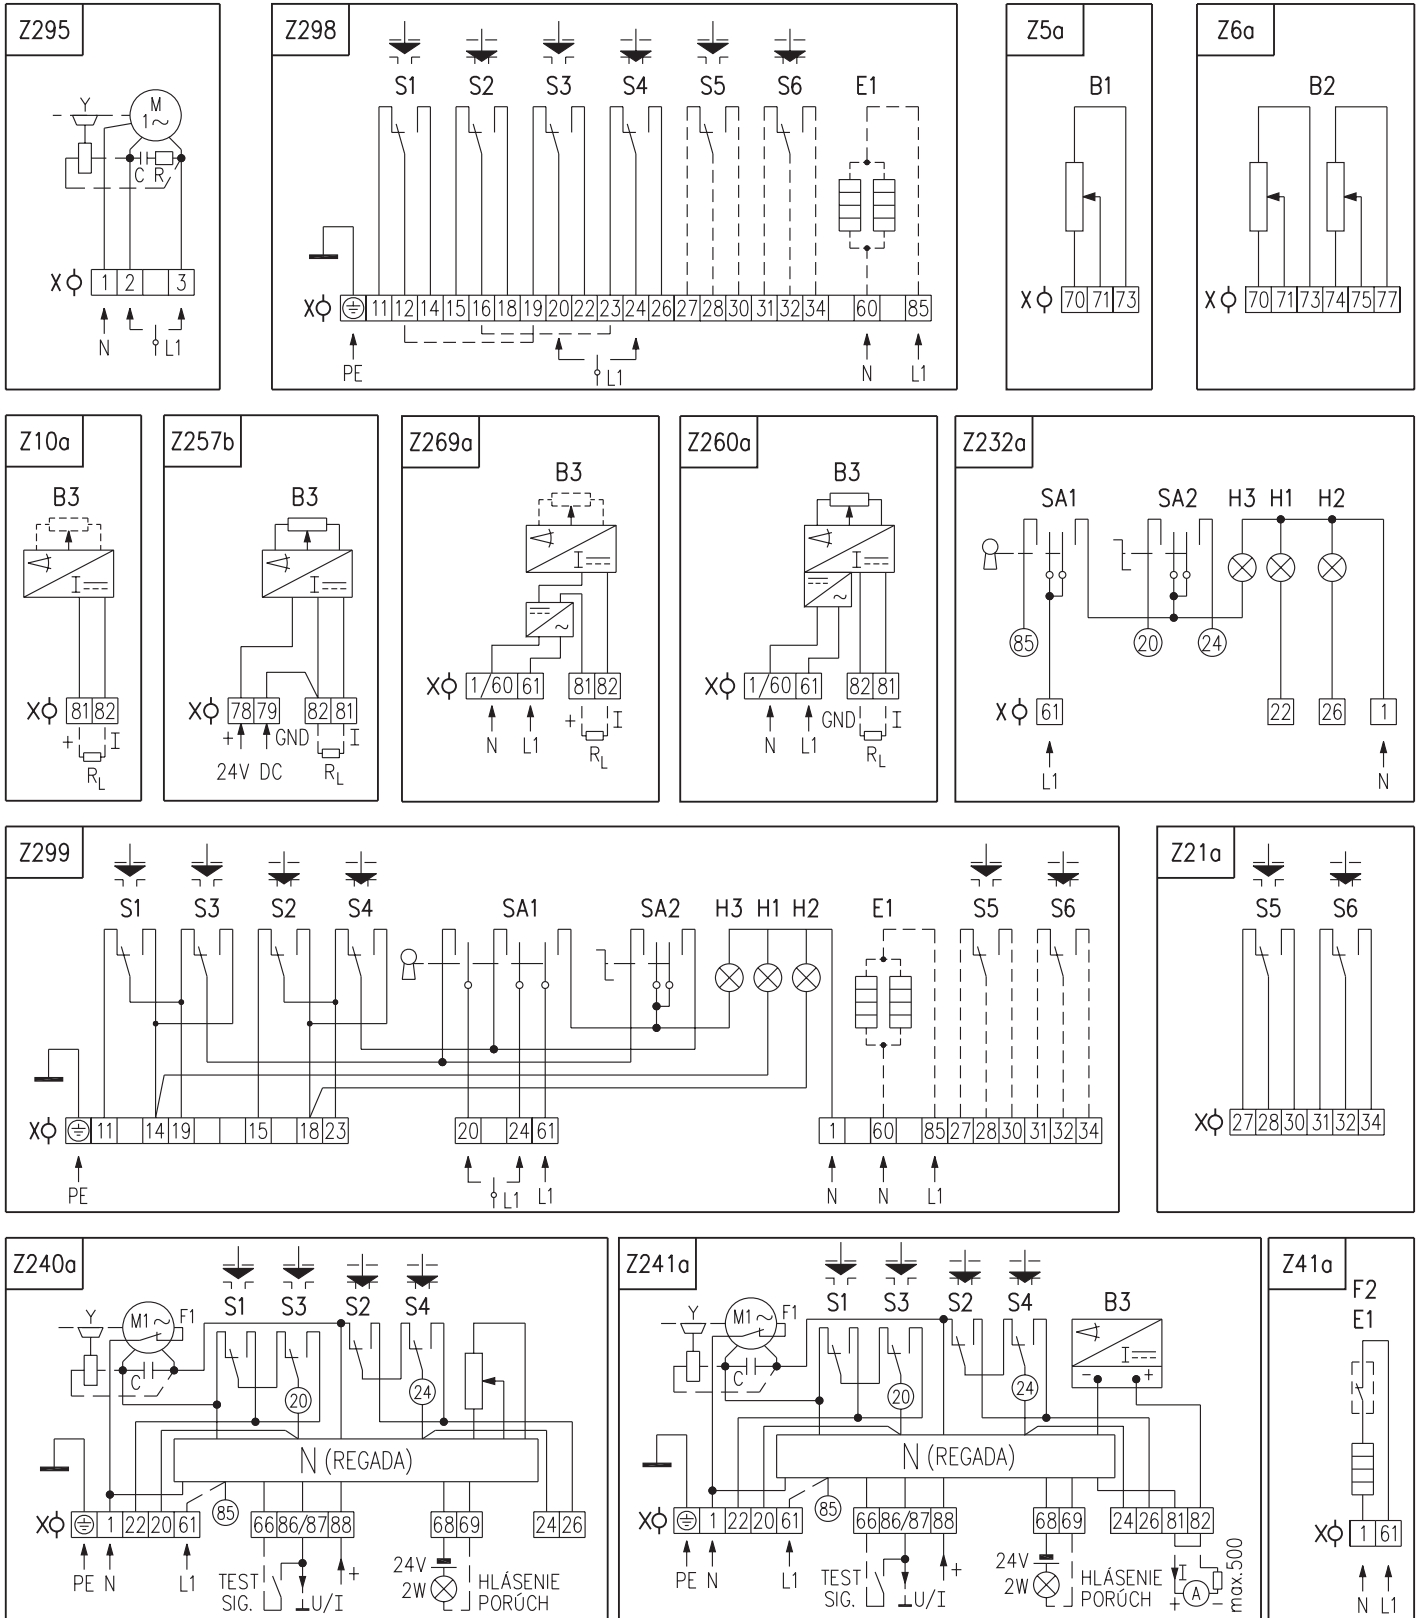 Z295
Y
M
1~
C R
X 1 2 3
N L1
Z298
S1 S2 S3 S4 S5 S6 E1
X 11 12 14 15 16 18 19 20 22 23 24 26 27 28 30 31 32 34 60 85
PE L1 N L1
Z5a
B1
X 70 71 73
Z6a
B2
X 70 71 73 74 75 77
Z10a
B3
I
X 81 82
+ I
RL
Z257b
B3
I
X 78 79 82 81
+ GND I
24V DC RL
Z269a
B3
I
~
X 1/60 61 81 82
+ I
N L1 RL
Z260a
B3
I
~
X 1/60 61 82 81
GND I
N L1 RL
Z232a
SA1 SA2 H3 H1 H2
85 20 24
X 61 22 26 1
L1 N
Z299
S1 S3 S2 S4 SA1 SA2 H3 H1 H2 E1 S5 S6
X 11 14 19 15 18 23 20 24 61 1 60 85 27 28 30 31 32 34
PE L1 L1 N N L1
Z21a
S5 S6
X 27 28 30 31 32 34
Z240a
S1 S3 S2 S4
Y M1~ F1
C
20 24
N (REGADA)
85
X 1 22 20 61 66 86/87 88 68 69 24 26
PE N L1
TEST
SIG.
U/I
+
24V
2W
HLÁSENIE
PORÚCH
Z241a
S1 S3 S2 S4 B3
Y M1~ F1
C
I
- +
20 24
N (REGADA)
85
X 1 22 20 61 66 86/87 88 68 69 24 26 81 82
PE N L1
TEST
SIG.
U/I
+
24V
2W
HLÁSENIE
PORÚCH
I
A
+ -
max.500
Z41a
F2
E1
X 1 61
N L1